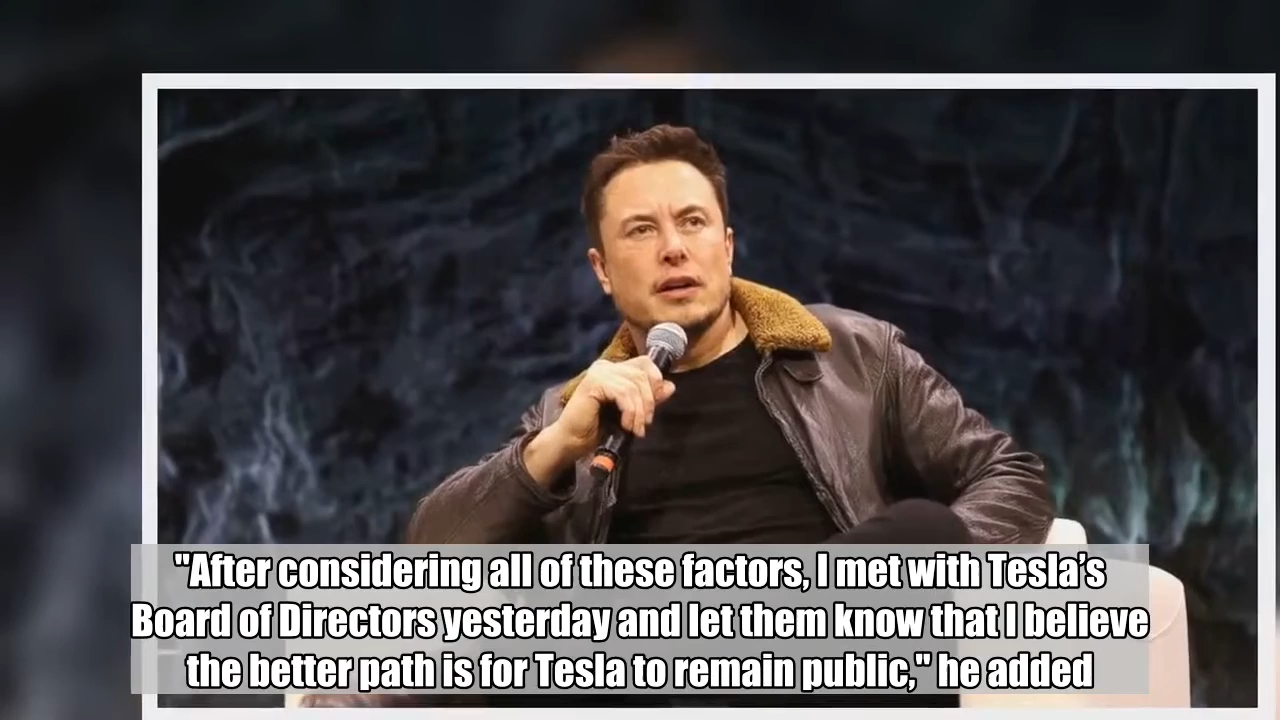 "After considering all of these factors, I met with Tesla’s
Board of Directors yesterday and let them know that I believe
the better path is for Tesla to remain public," he added